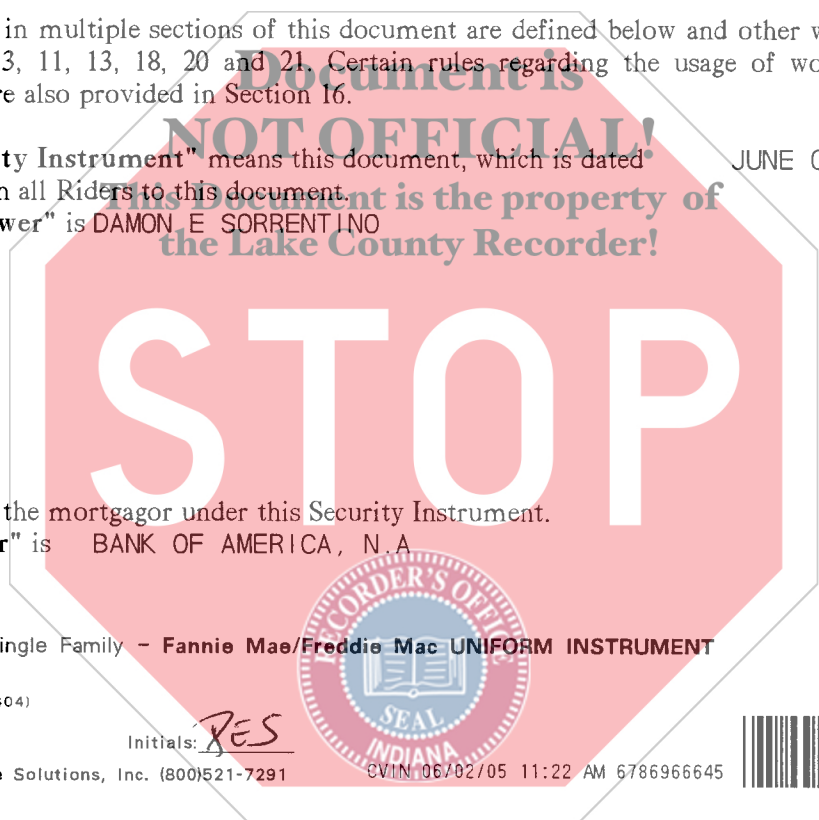 in multiple sections of this document are defined below and other w
3, 11, 13, 18, 20 and 21. Certain rules regarding the usage of wo
re also provided in Section 16.
Document is
NOT OFFICIAL!
ty Instrument" means this document, which is dated JUNE 0
n all Riders to this document.
This Document is the property of
wer" is DAMON E SORRENTINO
the Lake County Recorder!
STOP
the mortgagor under this Security Instrument.
r" is BANK OF AMERICA, N.A
RECORDER'S OFFICE
SEAL
INDIANA
ingle Family - Fannie Mae/Freddie Mac UNIFORM INSTRUMENT
04)
Initials: DES
e Solutions, Inc. (800)521-7291
CVIN 06/02/05 11:22 AM 6786966645